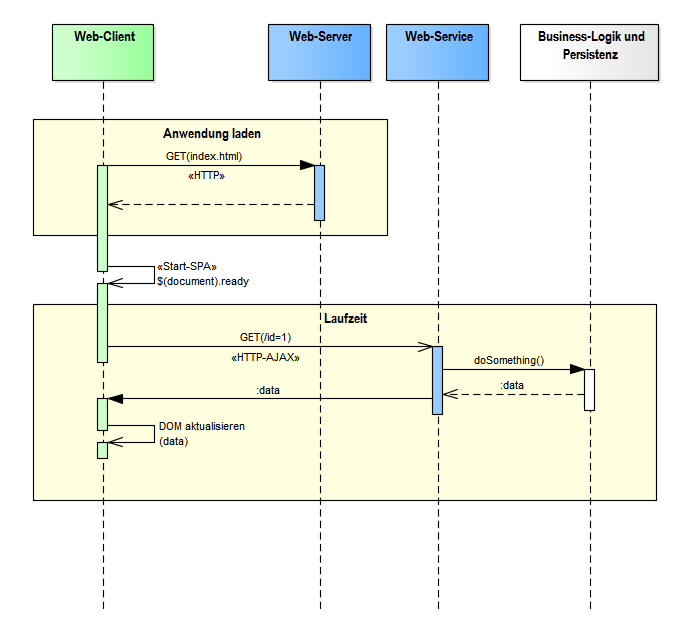 Web-Client
Web-Server
Web-Service
Business-Logik und
Persistenz
Anwendung laden
GET(index.html)
«HTTP»
«Start-SPA»
$(document).ready
Laufzeit
GET(/id=1)
«HTTP-AJAX»
doSomething()
:data
:data
DOM aktualisieren
(data)